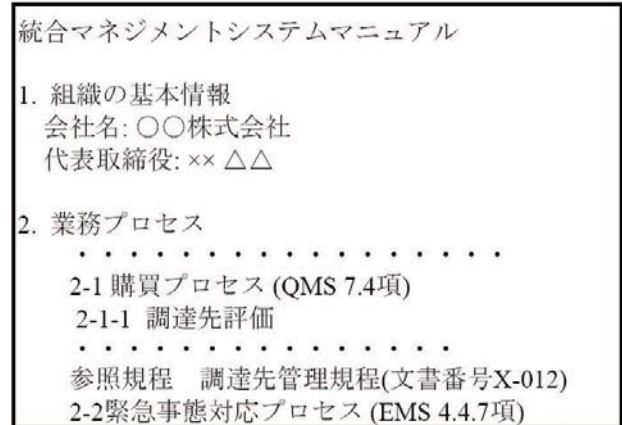 統合マネジメントシステムマニュアル
1. 組織の基本情報
会社名: 〇〇株式会社
代表取締役: ×× △△
2. 業務プロセス
・・・・・・・・・・・・・・・・・
2-1 購買プロセス (QMS 7.4項)
2-1-1 調達先評価
・・・・・・・・・・・・・・・
参照規程　調達先管理規程(文書番号X-012)
2-2緊急事態対応プロセス (EMS 4.4.7項)